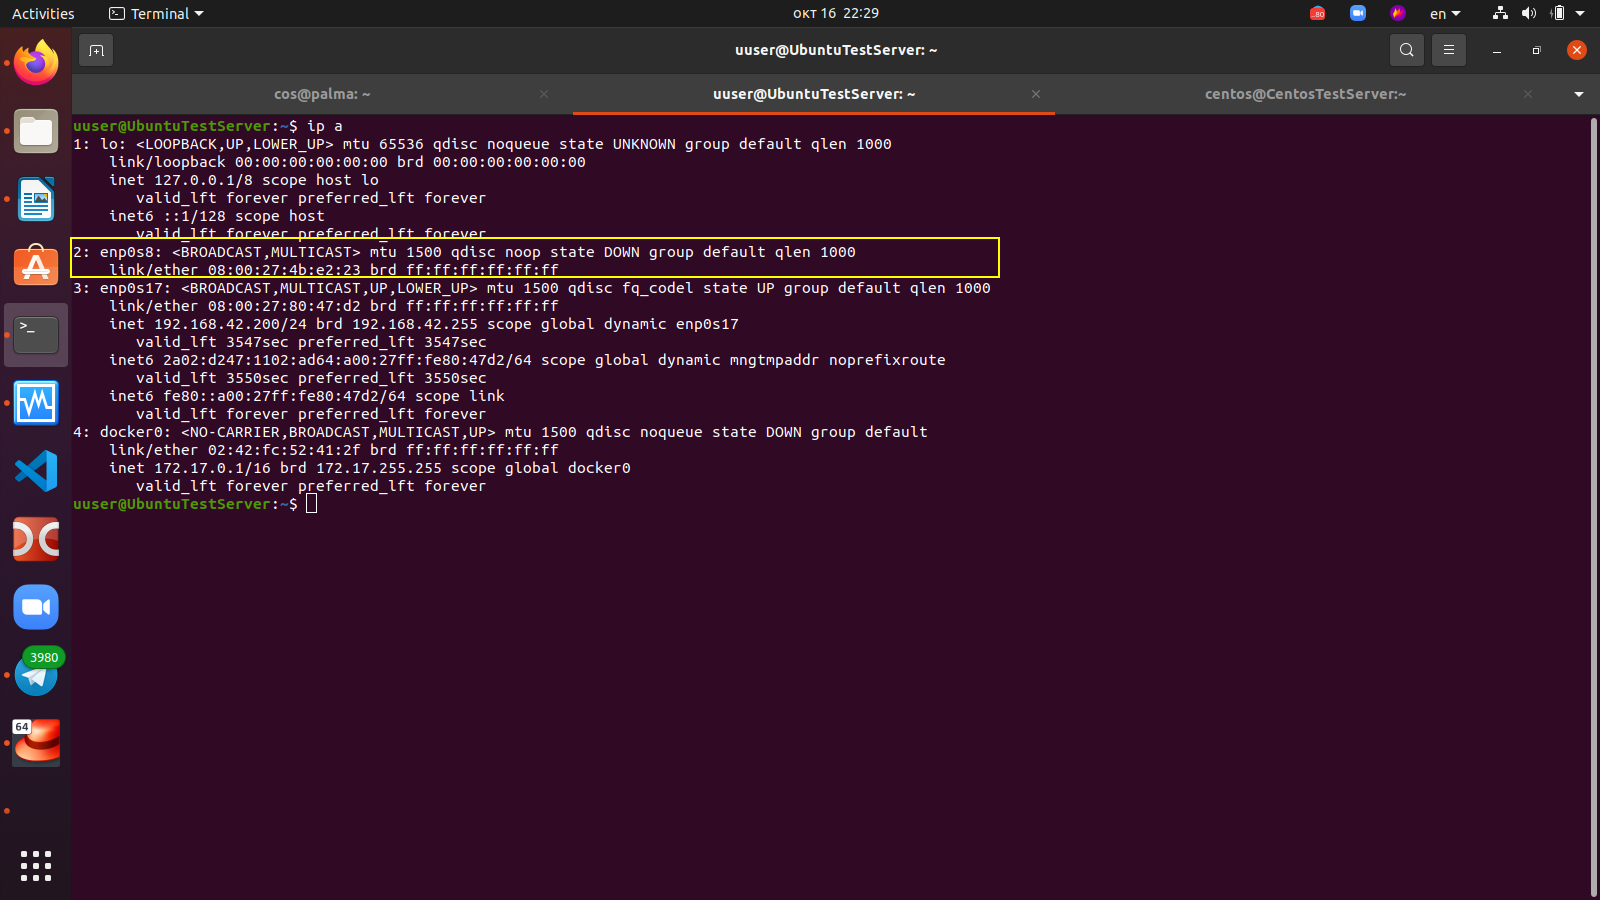 Activities
Terminal
окт 16 22:29
80
en
uuser@UbuntuTestServer: ~
cos@palma: ~
uuser@UbuntuTestServer: ~
centos@CentosTestServer:~
uuser@UbuntuTestServer:~$ ip a
1: lo: <LOOPBACK,UP,LOWER_UP> mtu 65536 qdisc noqueue state UNKNOWN group default qlen 1000
link/loopback 00:00:00:00:00:00 brd 00:00:00:00:00:00
inet 127.0.0.1/8 scope host lo
valid_lft forever preferred_lft forever
inet6 ::1/128 scope host
valid_lft forever preferred_lft forever
2: enp0s8: <BROADCAST,MULTICAST> mtu 1500 qdisc noop state DOWN group default qlen 1000
link/ether 08:00:27:4b:e2:23 brd ff:ff:ff:ff:ff:ff
3: enp0s17: <BROADCAST,MULTICAST,UP,LOWER_UP> mtu 1500 qdisc fq_codel state UP group default qlen 1000
link/ether 08:00:27:80:47:d2 brd ff:ff:ff:ff:ff:ff
inet 192.168.42.200/24 brd 192.168.42.255 scope global dynamic enp0s17
valid_lft 3547sec preferred_lft 3547sec
inet6 2a02:d247:1102:ad64:a00:27ff:fe80:47d2/64 scope global dynamic mngtmpaddr noprefixroute
valid_lft 3550sec preferred_lft 3550sec
inet6 fe80::a00:27ff:fe80:47d2/64 scope link
valid_lft forever preferred_lft forever
4: docker0: <NO-CARRIER,BROADCAST,MULTICAST,UP> mtu 1500 qdisc noqueue state DOWN group default
link/ether 02:42:fc:52:41:2f brd ff:ff:ff:ff:ff:ff
inet 172.17.0.1/16 brd 172.17.255.255 scope global docker0
valid_lft forever preferred_lft forever
uuser@UbuntuTestServer:~$
>_
3980
64